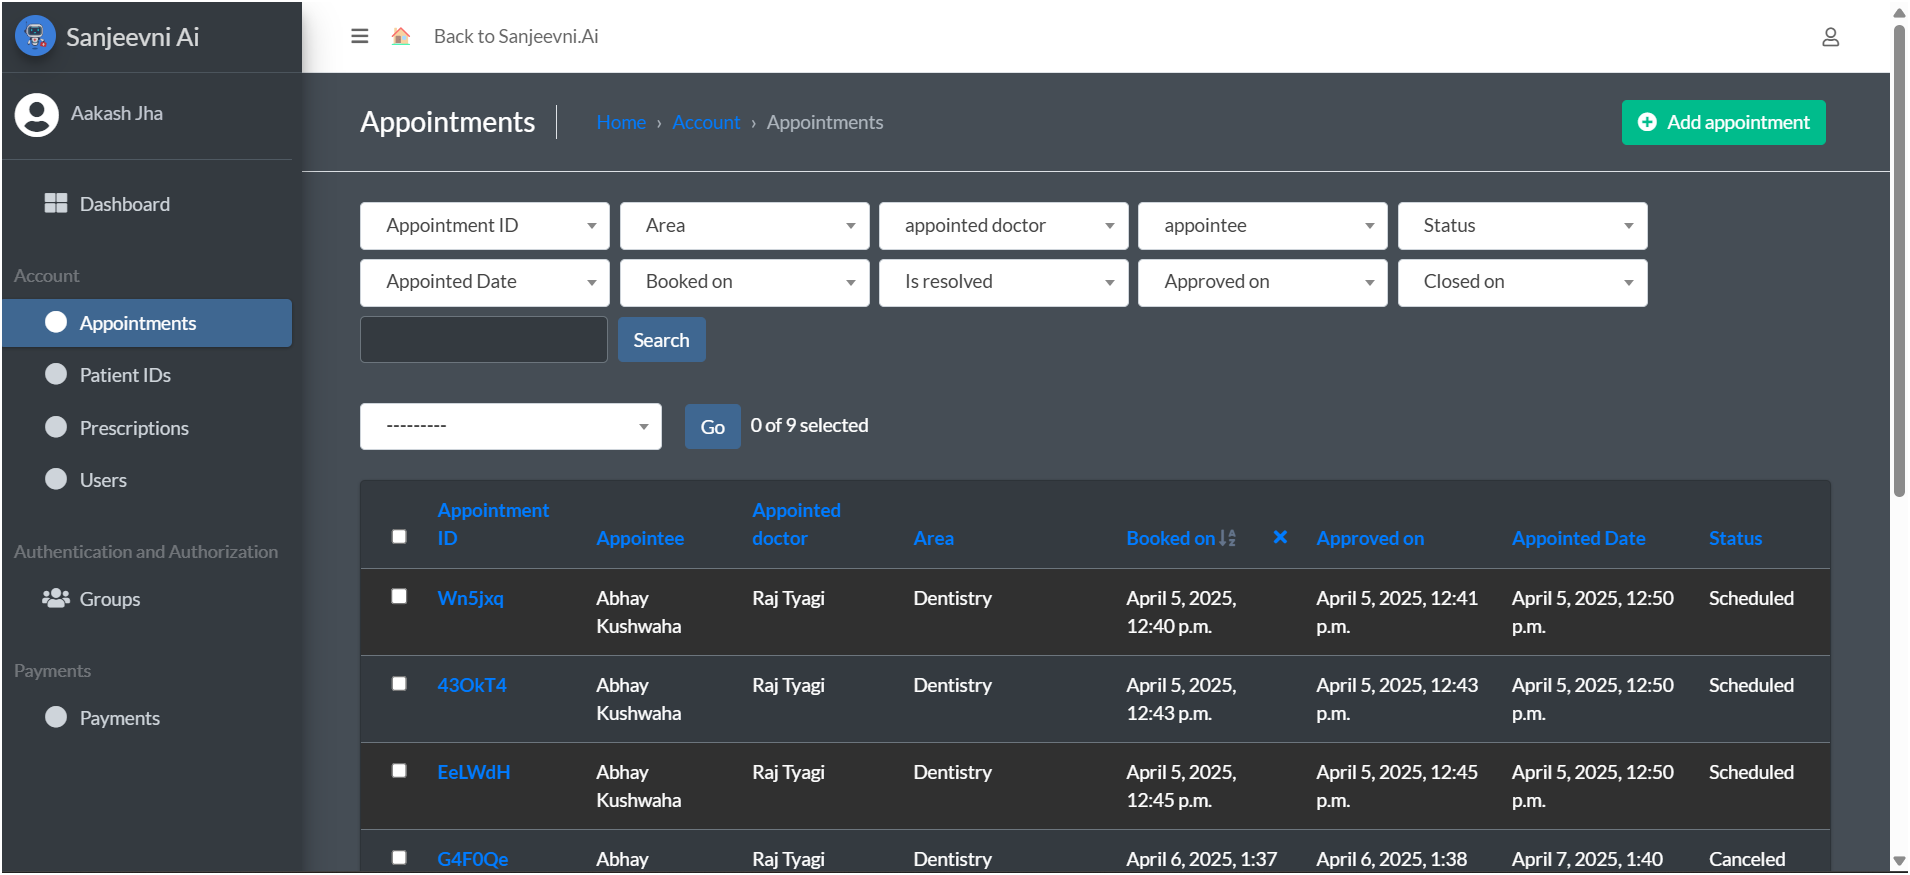 Sanjeevni Ai
Back to Sanjeevni.Ai
Aakash Jha
Dashboard
Account
Appointments
Patient IDs
Prescriptions
Users
Authentication and Authorization
Groups
Payments
Payments
Appointments
Home › Account › Appointments
Add appointment
Appointment ID
Area
appointed doctor
appointee
Status
Appointed Date
Booked on
Is resolved
Approved on
Closed on
Search
---------
Go
0 of 9 selected
Appointment
ID
Appointee
Appointed
doctor
Area
Booked on
Approved on
Appointed Date
Status
Wn5jxq
Abhay
Kushwaha
Raj Tyagi
Dentistry
April 5, 2025,
12:40 p.m.
April 5, 2025, 12:41
p.m.
April 5, 2025, 12:50
p.m.
Scheduled
43OkT4
Abhay
Kushwaha
Raj Tyagi
Dentistry
April 5, 2025,
12:43 p.m.
April 5, 2025, 12:43
p.m.
April 5, 2025, 12:50
p.m.
Scheduled
EeLWdH
Abhay
Kushwaha
Raj Tyagi
Dentistry
April 5, 2025,
12:45 p.m.
April 5, 2025, 12:45
p.m.
April 5, 2025, 12:50
p.m.
Scheduled
G4F0Qe
Abhay
Raj Tyagi
Dentistry
April 6, 2025, 1:37
April 6, 2025, 1:38
April 7, 2025, 1:40
Canceled